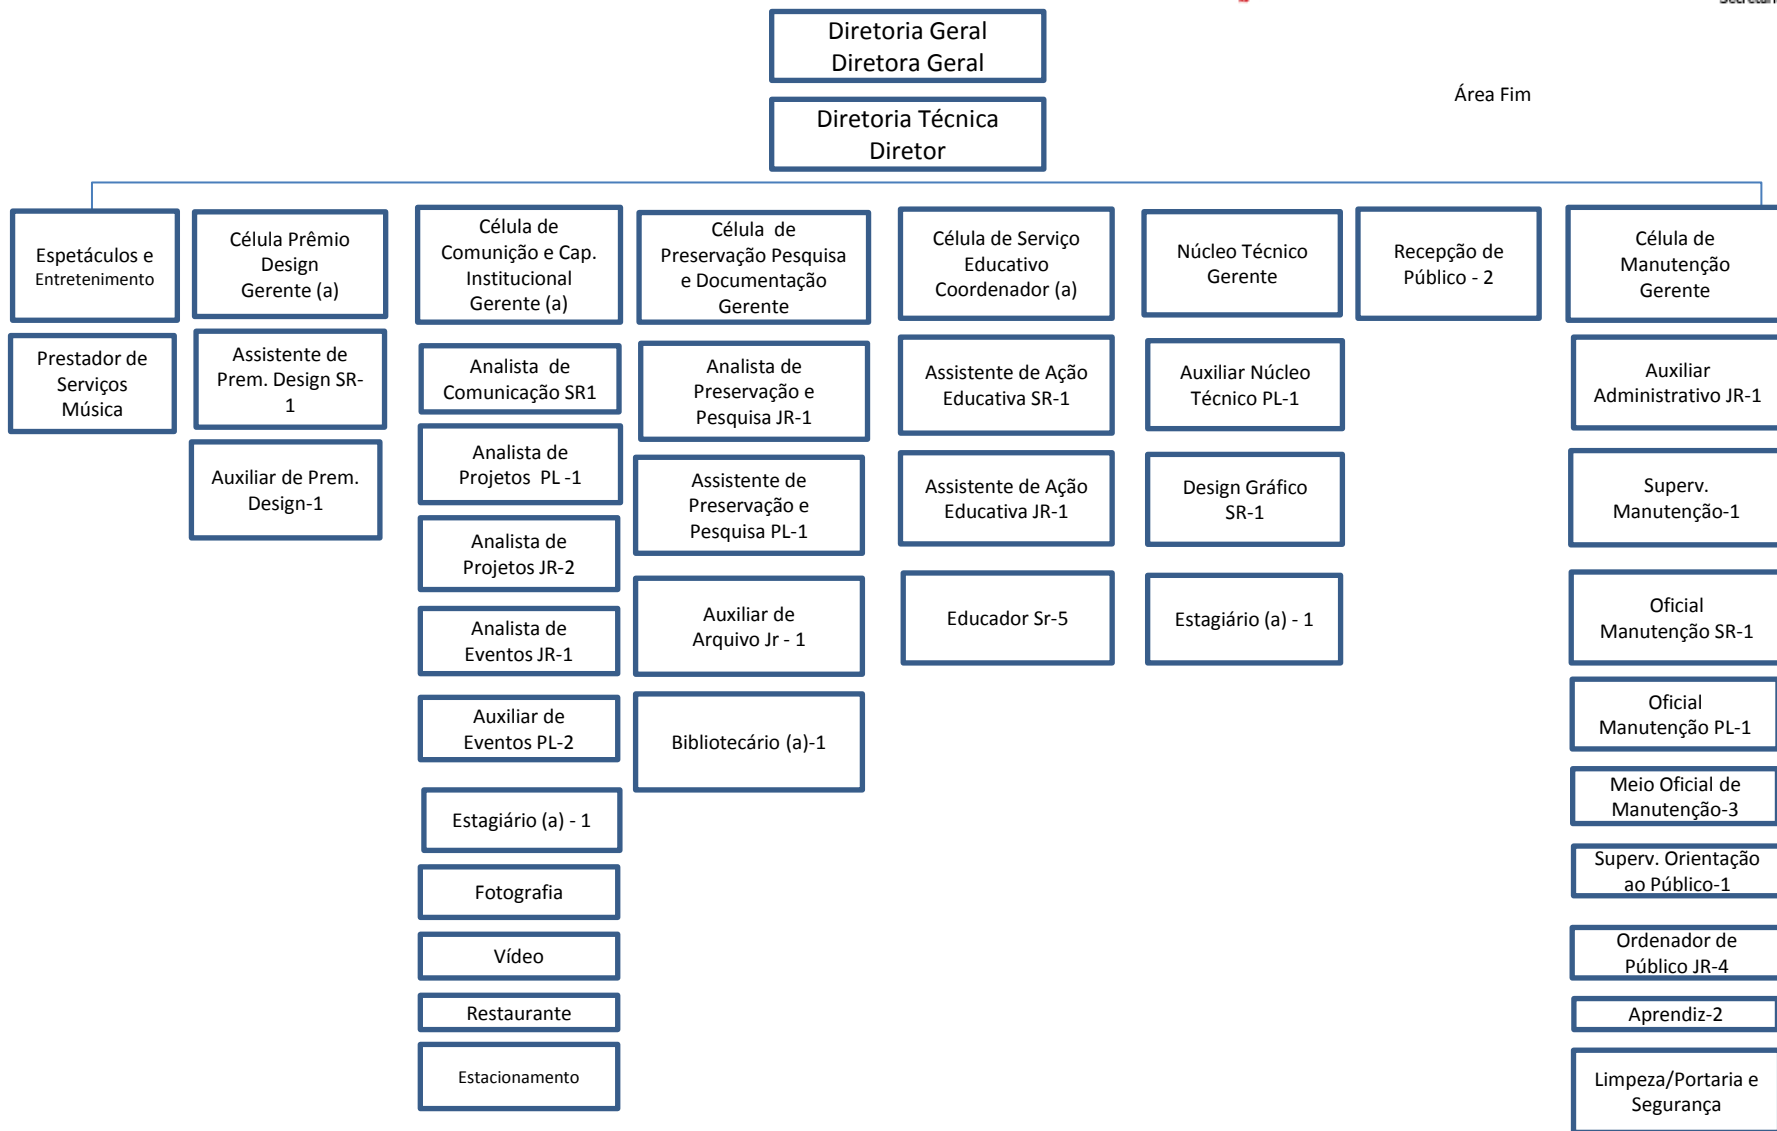 Diretoria Geral
Diretora Geral
Área Fim
Diretoria Técnica
Diretor
Espetáculos e
Entretenimento
Prestador de
Serviços
Música
Célula Prêmio
Design
Gerente (a)
Assistente de
Prem. Design SR-
1
Auxiliar de Prem.
Design-1
Célula de
Comunição e Cap.
Institucional
Gerente (a)
Analista de
Comunicação SR1
Analista de
Projetos PL -1
Analista de
Projetos JR-2
Analista de
Eventos JR-1
Auxiliar de
Eventos PL-2
Estagiário (a) - 1
Fotografia
Vídeo
Restaurante
Estacionamento
Célula de
Preservação Pesquisa
e Documentação
Gerente
Analista de
Preservação e
Pesquisa JR-1
Assistente de
Preservação e
Pesquisa PL-1
Auxiliar de
Arquivo Jr - 1
Bibliotecário (a)-1
Célula de Serviço
Educativo
Coordenador (a)
Assistente de Ação
Educativa SR-1
Assistente de Ação
Educativa JR-1
Educador Sr-5
Núcleo Técnico
Gerente
Auxiliar Núcleo
Técnico PL-1
Design Gráfico
SR-1
Estagiário (a) - 1
Recepção de
Público - 2
Célula de
Manutenção
Gerente
Auxiliar
Administrativo JR-1
Superv.
Manutenção-1
Oficial
Manutenção SR-1
Oficial
Manutenção PL-1
Meio Oficial de
Manutenção-3
Superv. Orientação
ao Público-1
Ordenador de
Público JR-4
Aprendiz-2
Limpeza/Portaria e
Segurança